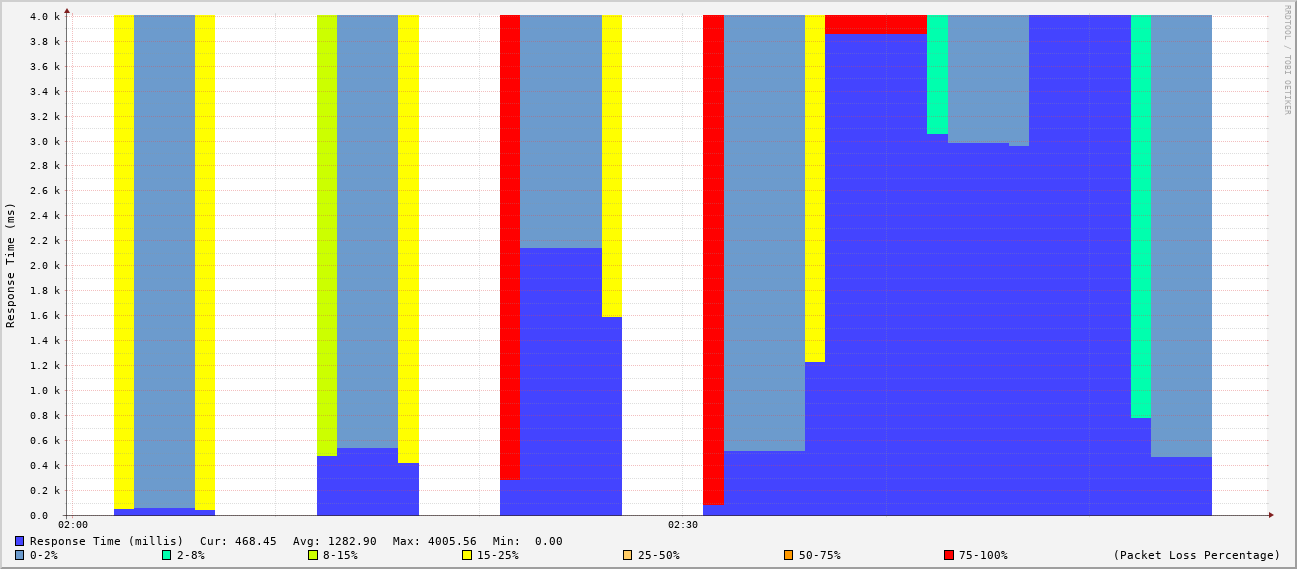 4.0 k
3.8 k
3.6 k
3.4 k
3.2 k
3.0 k
2.8 k
2.6 k
2.4 k
2.2 k
2.0 k
1.8 k
1.6 k
1.4 k
1.2 k
1.0 k
0.8 k
0.6 k
0.4 k
0.2 k
0.0
Response Time (ms)
RRDTOOL / TOBI OETIKER
02:00 02:30
Response Time (millis) Cur: 468.45 Avg: 1282.90 Max: 4005.56 Min: 0.00
0-2% 2-8% 8-15% 15-25% 25-50% 50-75% 75-100% (Packet Loss Percentage)